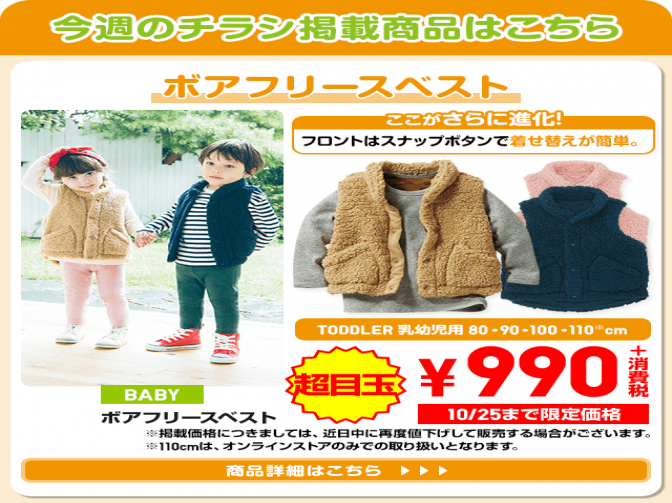 今週のチラシ掲載商品はこちら
ボアフリースベスト
ここがさらに進化!
フロントはスナップボタンで着せ替えが簡単。
TODDLER 乳幼児用 80・90・100・110※cm
超目玉
¥990+消費税
10/25まで限定価格
BABY
ボアフリースベスト
※掲載価格につきましては、近日中に再度値下げして販売する場合がございます。
※110cmは、オンラインストアのみでの取り扱いとなります。
商品詳細はこちら ▶▶▶